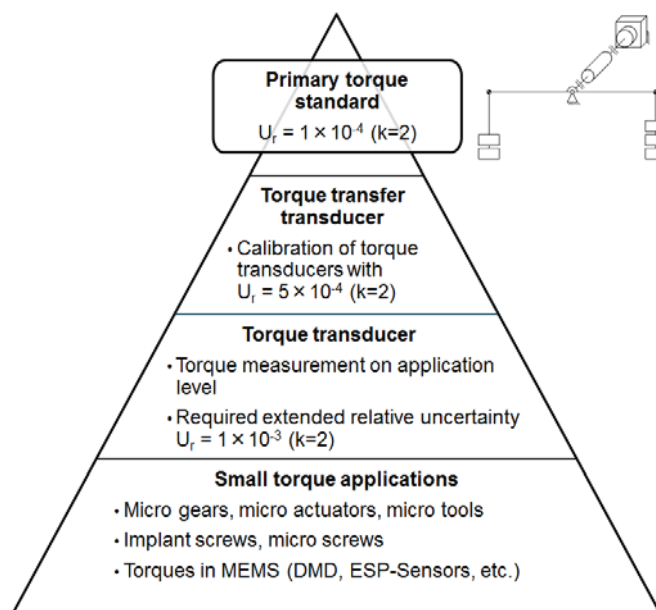 Primary torque
standard
Uᵣ = 1 × 10⁻⁴ (k=2)
Torque transfer
transducer
• Calibration of torque
transducers with
Uᵣ = 5 × 10⁻⁴ (k=2)
Torque transducer
• Torque measurement on application
level
• Required extended relative uncertainty
Uᵣ = 1 × 10⁻³ (k=2)
Small torque applications
• Micro gears, micro actuators, micro tools
• Implant screws, micro screws
• Torques in MEMS (DMD, ESP-Sensors, etc.)